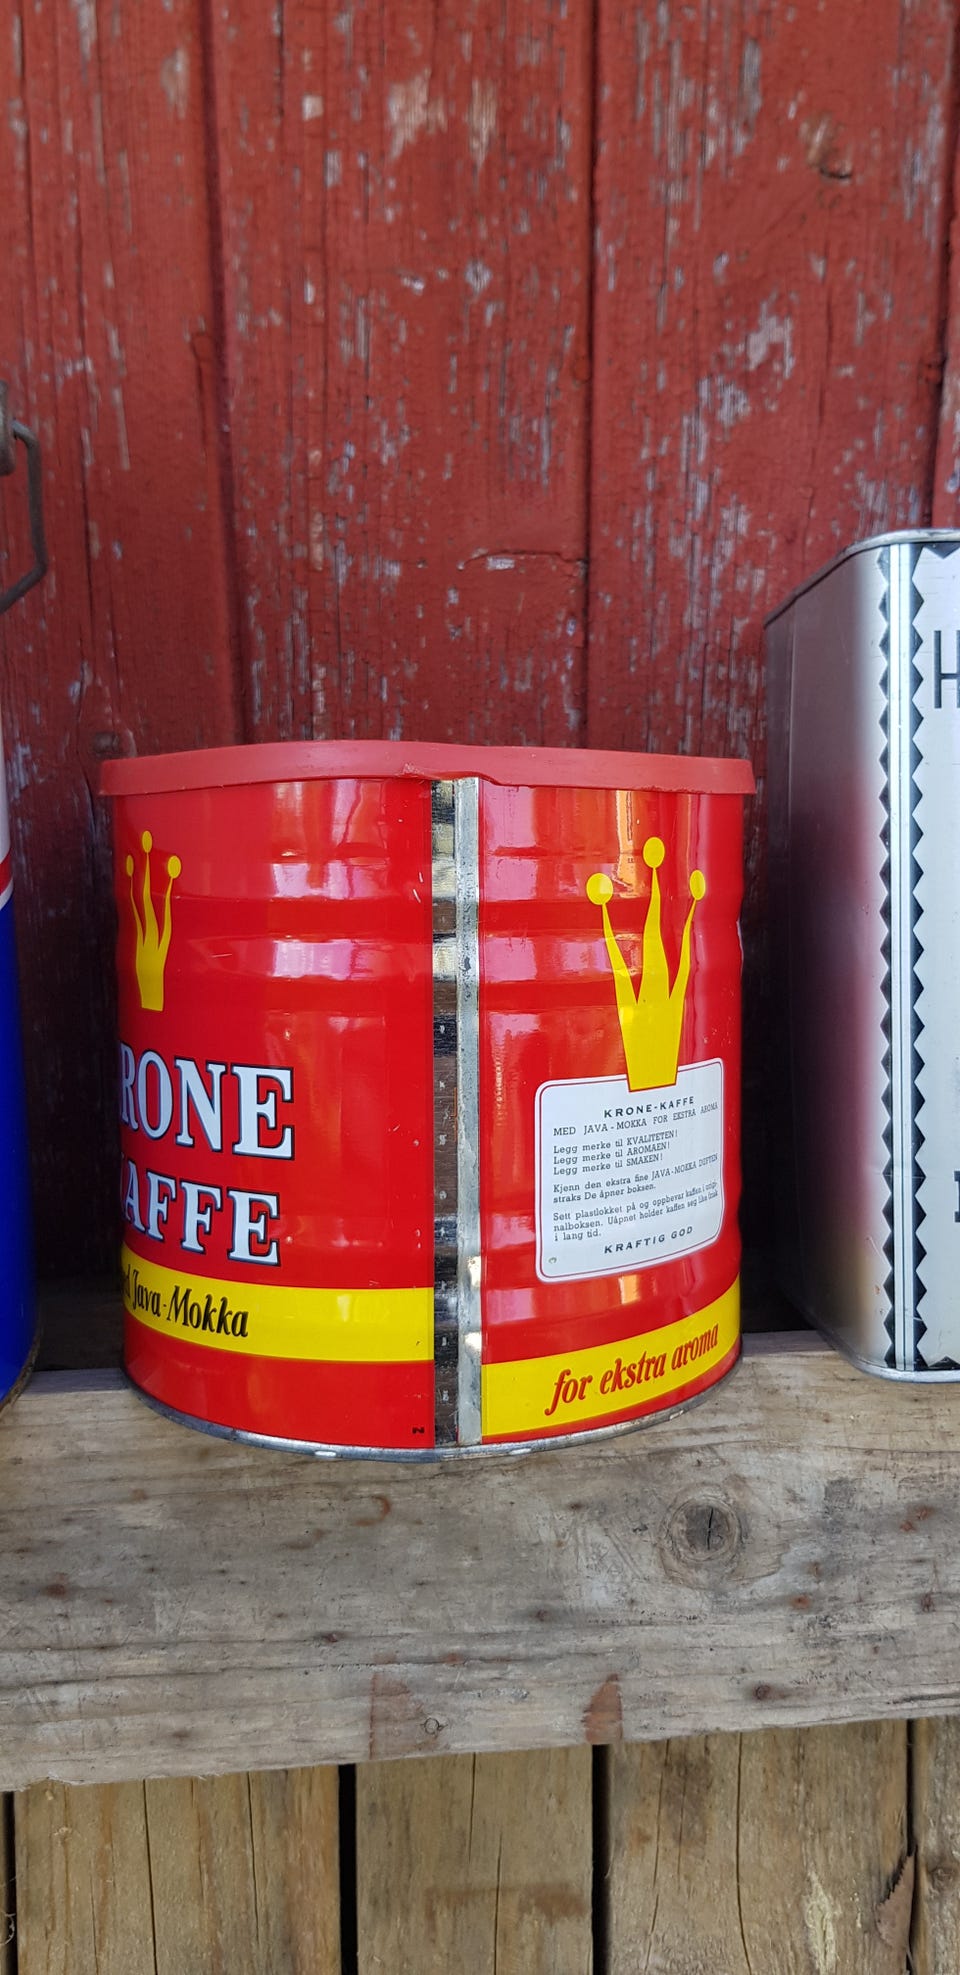 RONE
AFFE
Java-Mokka
KRONE-KAFFE
MED JAVA-MOKKA FOR EKSTRA AROMA
Legg merke til KVALITETEN!
Legg merke til AROMAEN!
Legg merke til SMAKEN!
Kjenn den ekstra fine JAVA-MOKKA DUFTEN
straks De åpner boksen.
Sett plastlokket på og oppbevar kaffen i origi-
nalboksen. Uåpnet holder kaffen seg like frisk
i lang tid.
KRAFTIG GOD
for ekstra aroma
H